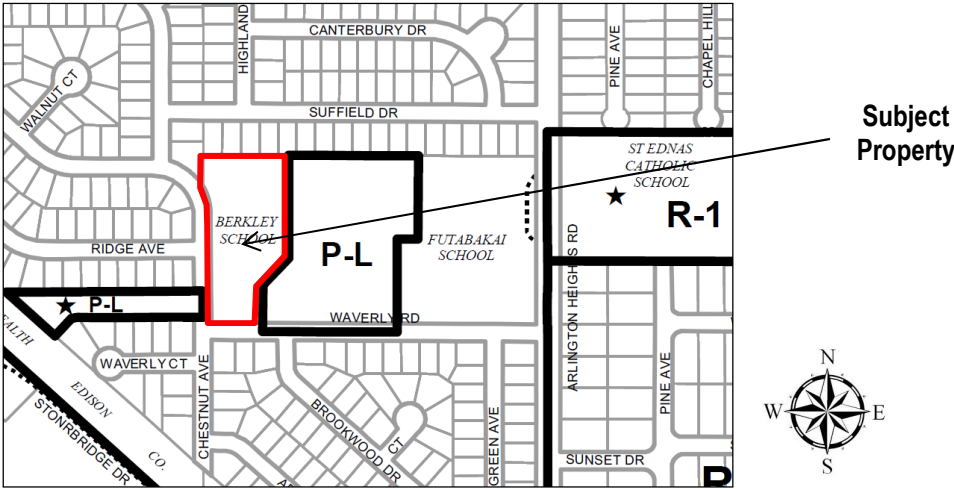 CANTERBURY DR
HIGHLAND
PINE AVE
CHAPEL HILL
WALNUT CT
SUFFIELD DR
Subject
Property
ST EDNAS
CATHOLIC
SCHOOL
R-1
BERKLEY
SCHOOL
P-L
FUTABAKAI
SCHOOL
RIDGE AVE
ARLINGTON HEIGHTS RD
P-L
WAVERLY RD
EALTH
EDISON
CO.
WAVERLY CT
CHESTNUT AVE
STONRBRIDGE DR
BROOKWOOD DR
CT
GREEN AVE
PINE AVE
SUNSET DR
N
W
E
S